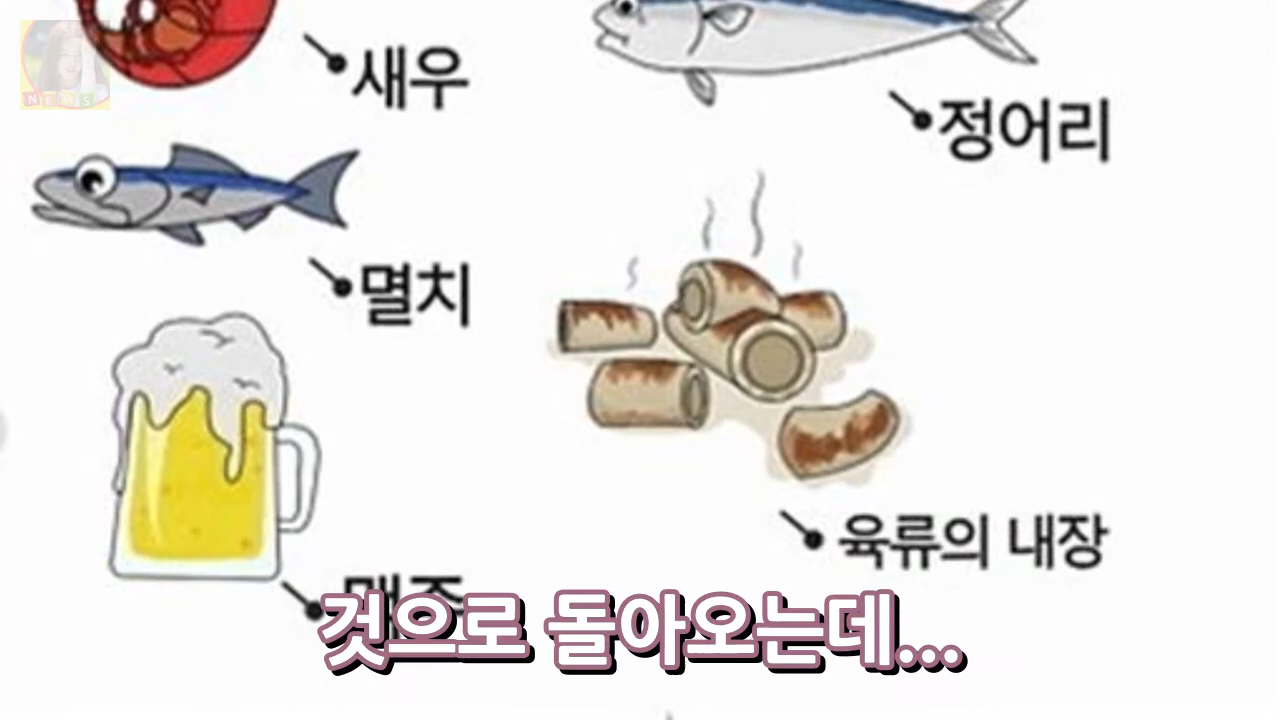 새우
정어리
멸치
육류의 내장
것으로 돌아오는데...
NEWS